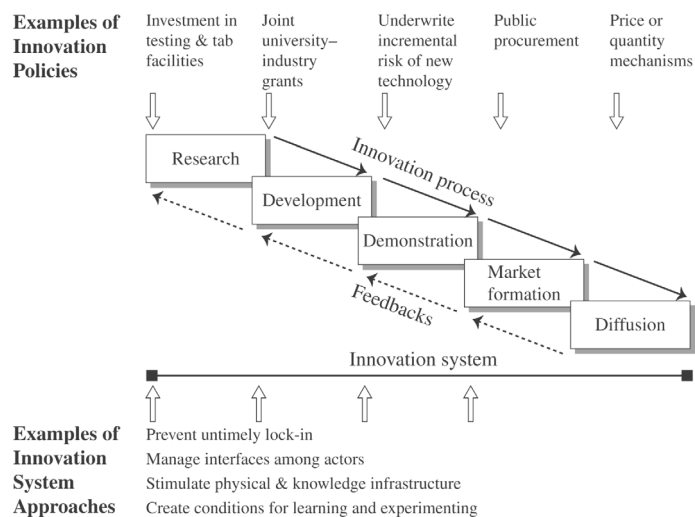 Examples of
Innovation
Policies
Investment in
testing & tab
facilities
Joint
university–
industry
grants
Underwrite
incremental
risk of new
technology
Public
procurement
Price or
quantity
mechanisms
Research
Innovation process
Development
Demonstration
Market
formation
Feedbacks
Diffusion
Innovation system
Examples of
Innovation
System
Approaches
Prevent untimely lock-in
Manage interfaces among actors
Stimulate physical & knowledge infrastructure
Create conditions for learning and experimenting